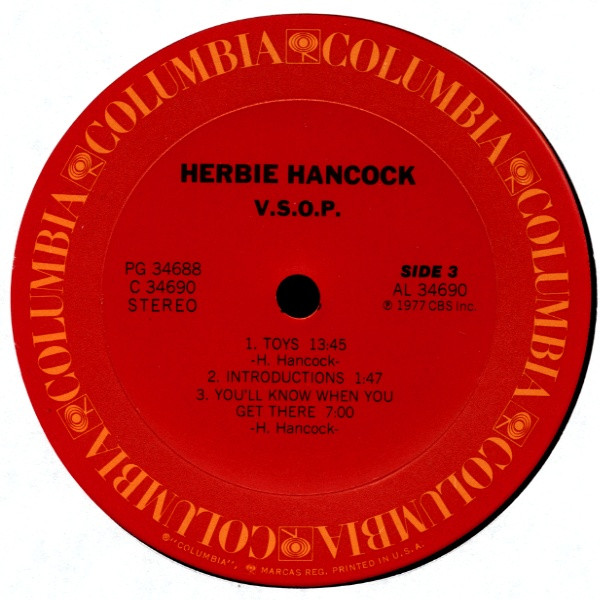 COLUMBIA COLUMBIA COLUMBIA COLUMBIA COLUMBIA COLUMBIA
HERBIE HANCOCK
V.S.O.P.
PG 34688
C 34690
STEREO
SIDE 3
AL 34690
℗ 1977 CBS Inc.
1. TOYS 13:45
-H. Hancock-
2. INTRODUCTIONS 1:47
3. YOU'LL KNOW WHEN YOU
GET THERE 7:00
-H. Hancock-
®"COLUMBIA", MARCAS REG. PRINTED IN U.S.A.